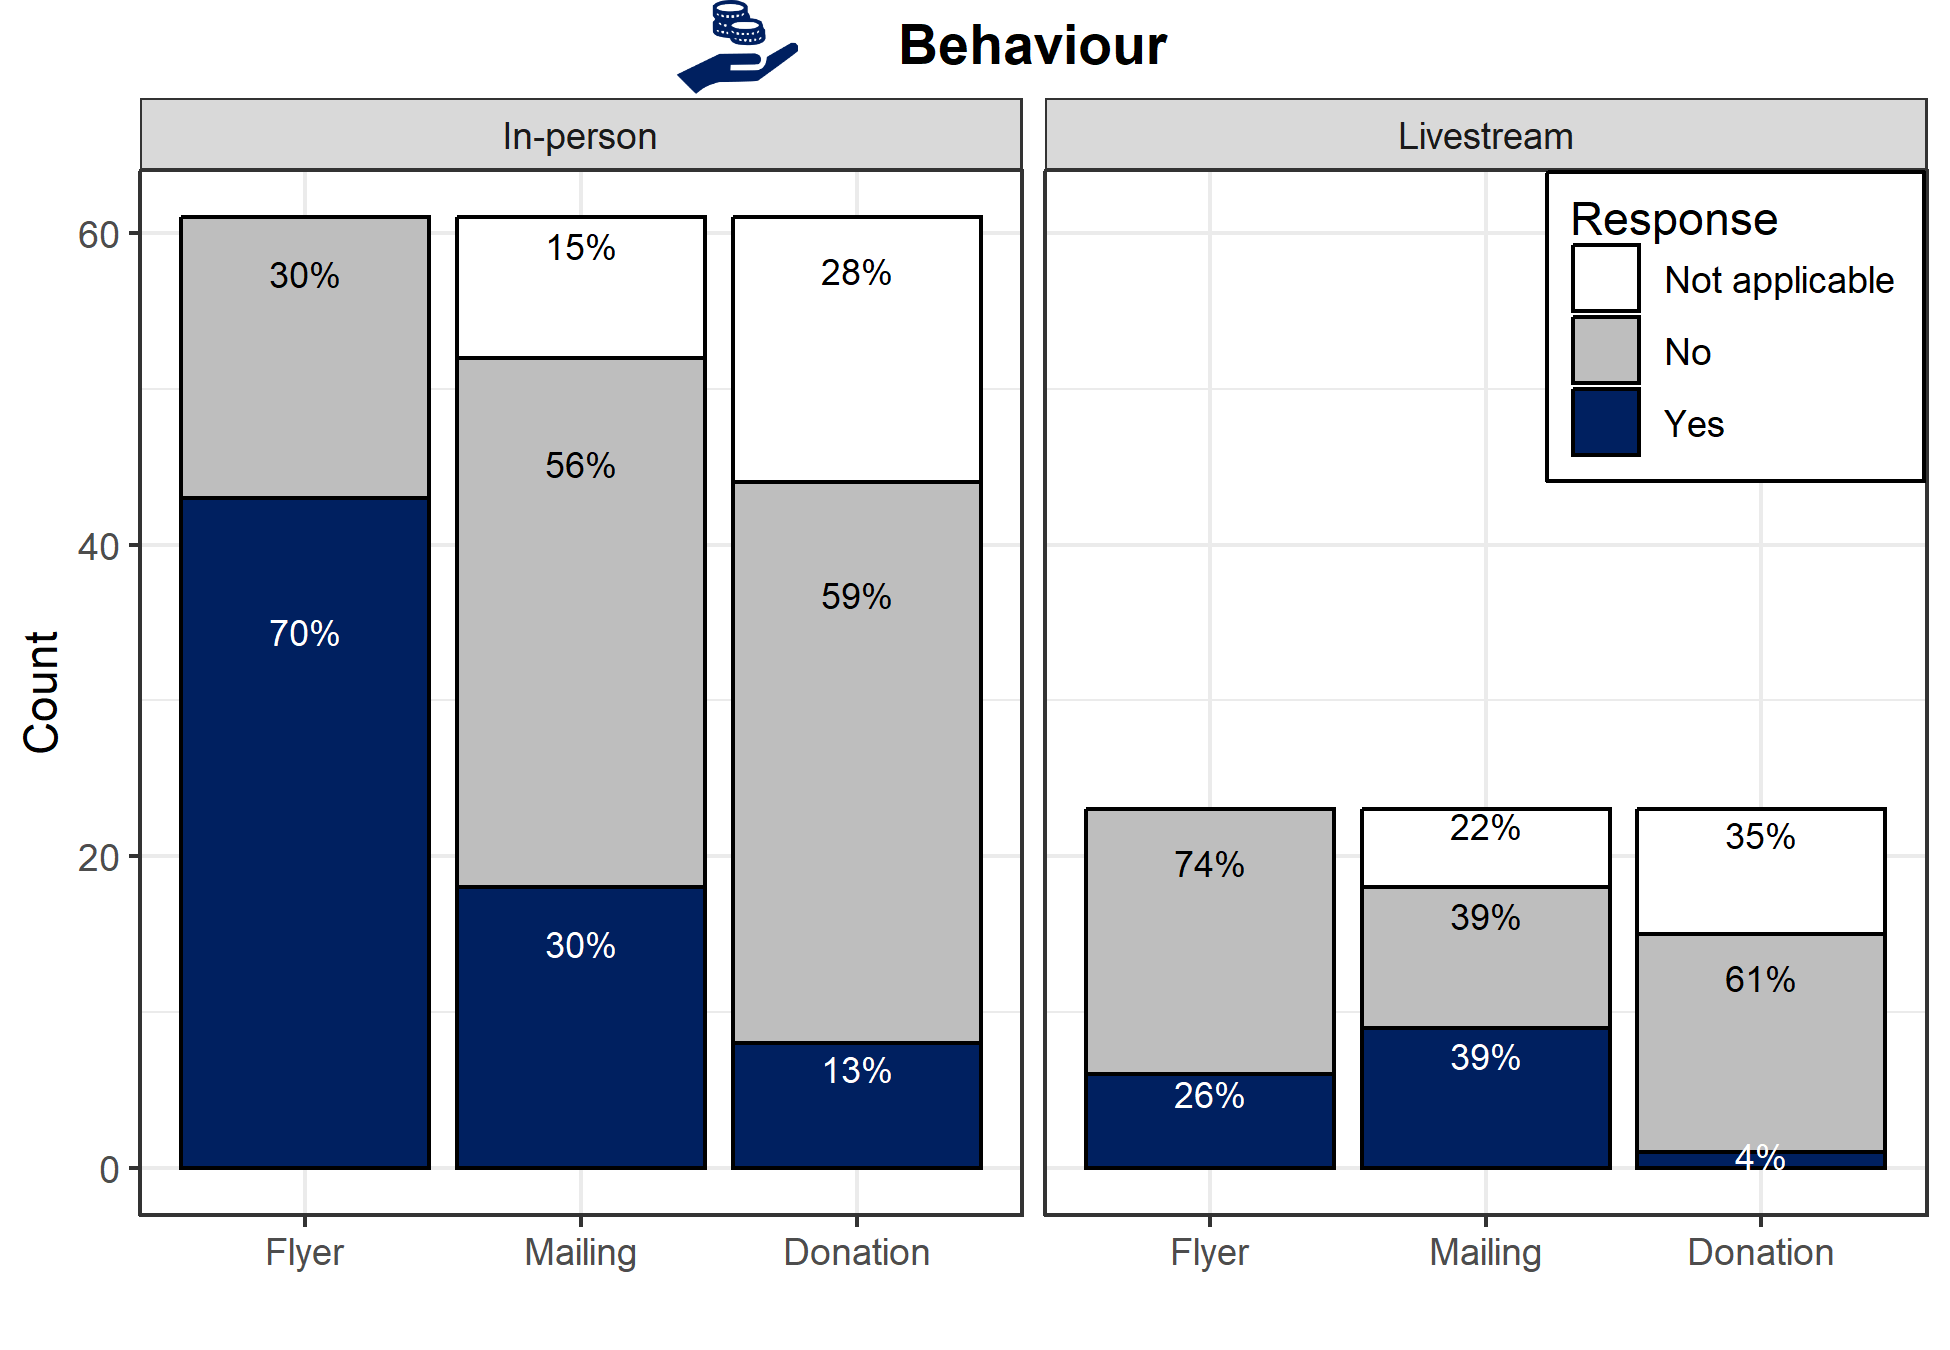 Behaviour
In-person
Livestream
Response
Not applicable
No
Yes
Count
60
40
20
0
30%
70%
15%
56%
30%
28%
59%
13%
74%
26%
22%
39%
39%
35%
61%
4%
Flyer
Mailing
Donation
Flyer
Mailing
Donation